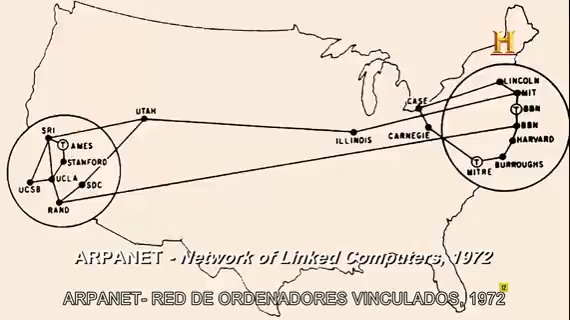 H
LINCOLN
CASE
MIT
UTAH
T BBN
SRI
BBN
T AMES
ILLINOIS
CARNEGIE
HARVARD
STANFORD
BURROUGHS
T
MITRE
UCLA
SDC
UCSB
RAND
ARPANET - Network of Linked Computers, 1972
ARPANET- RED DE ORDENADORES VINCULADOS, 1972